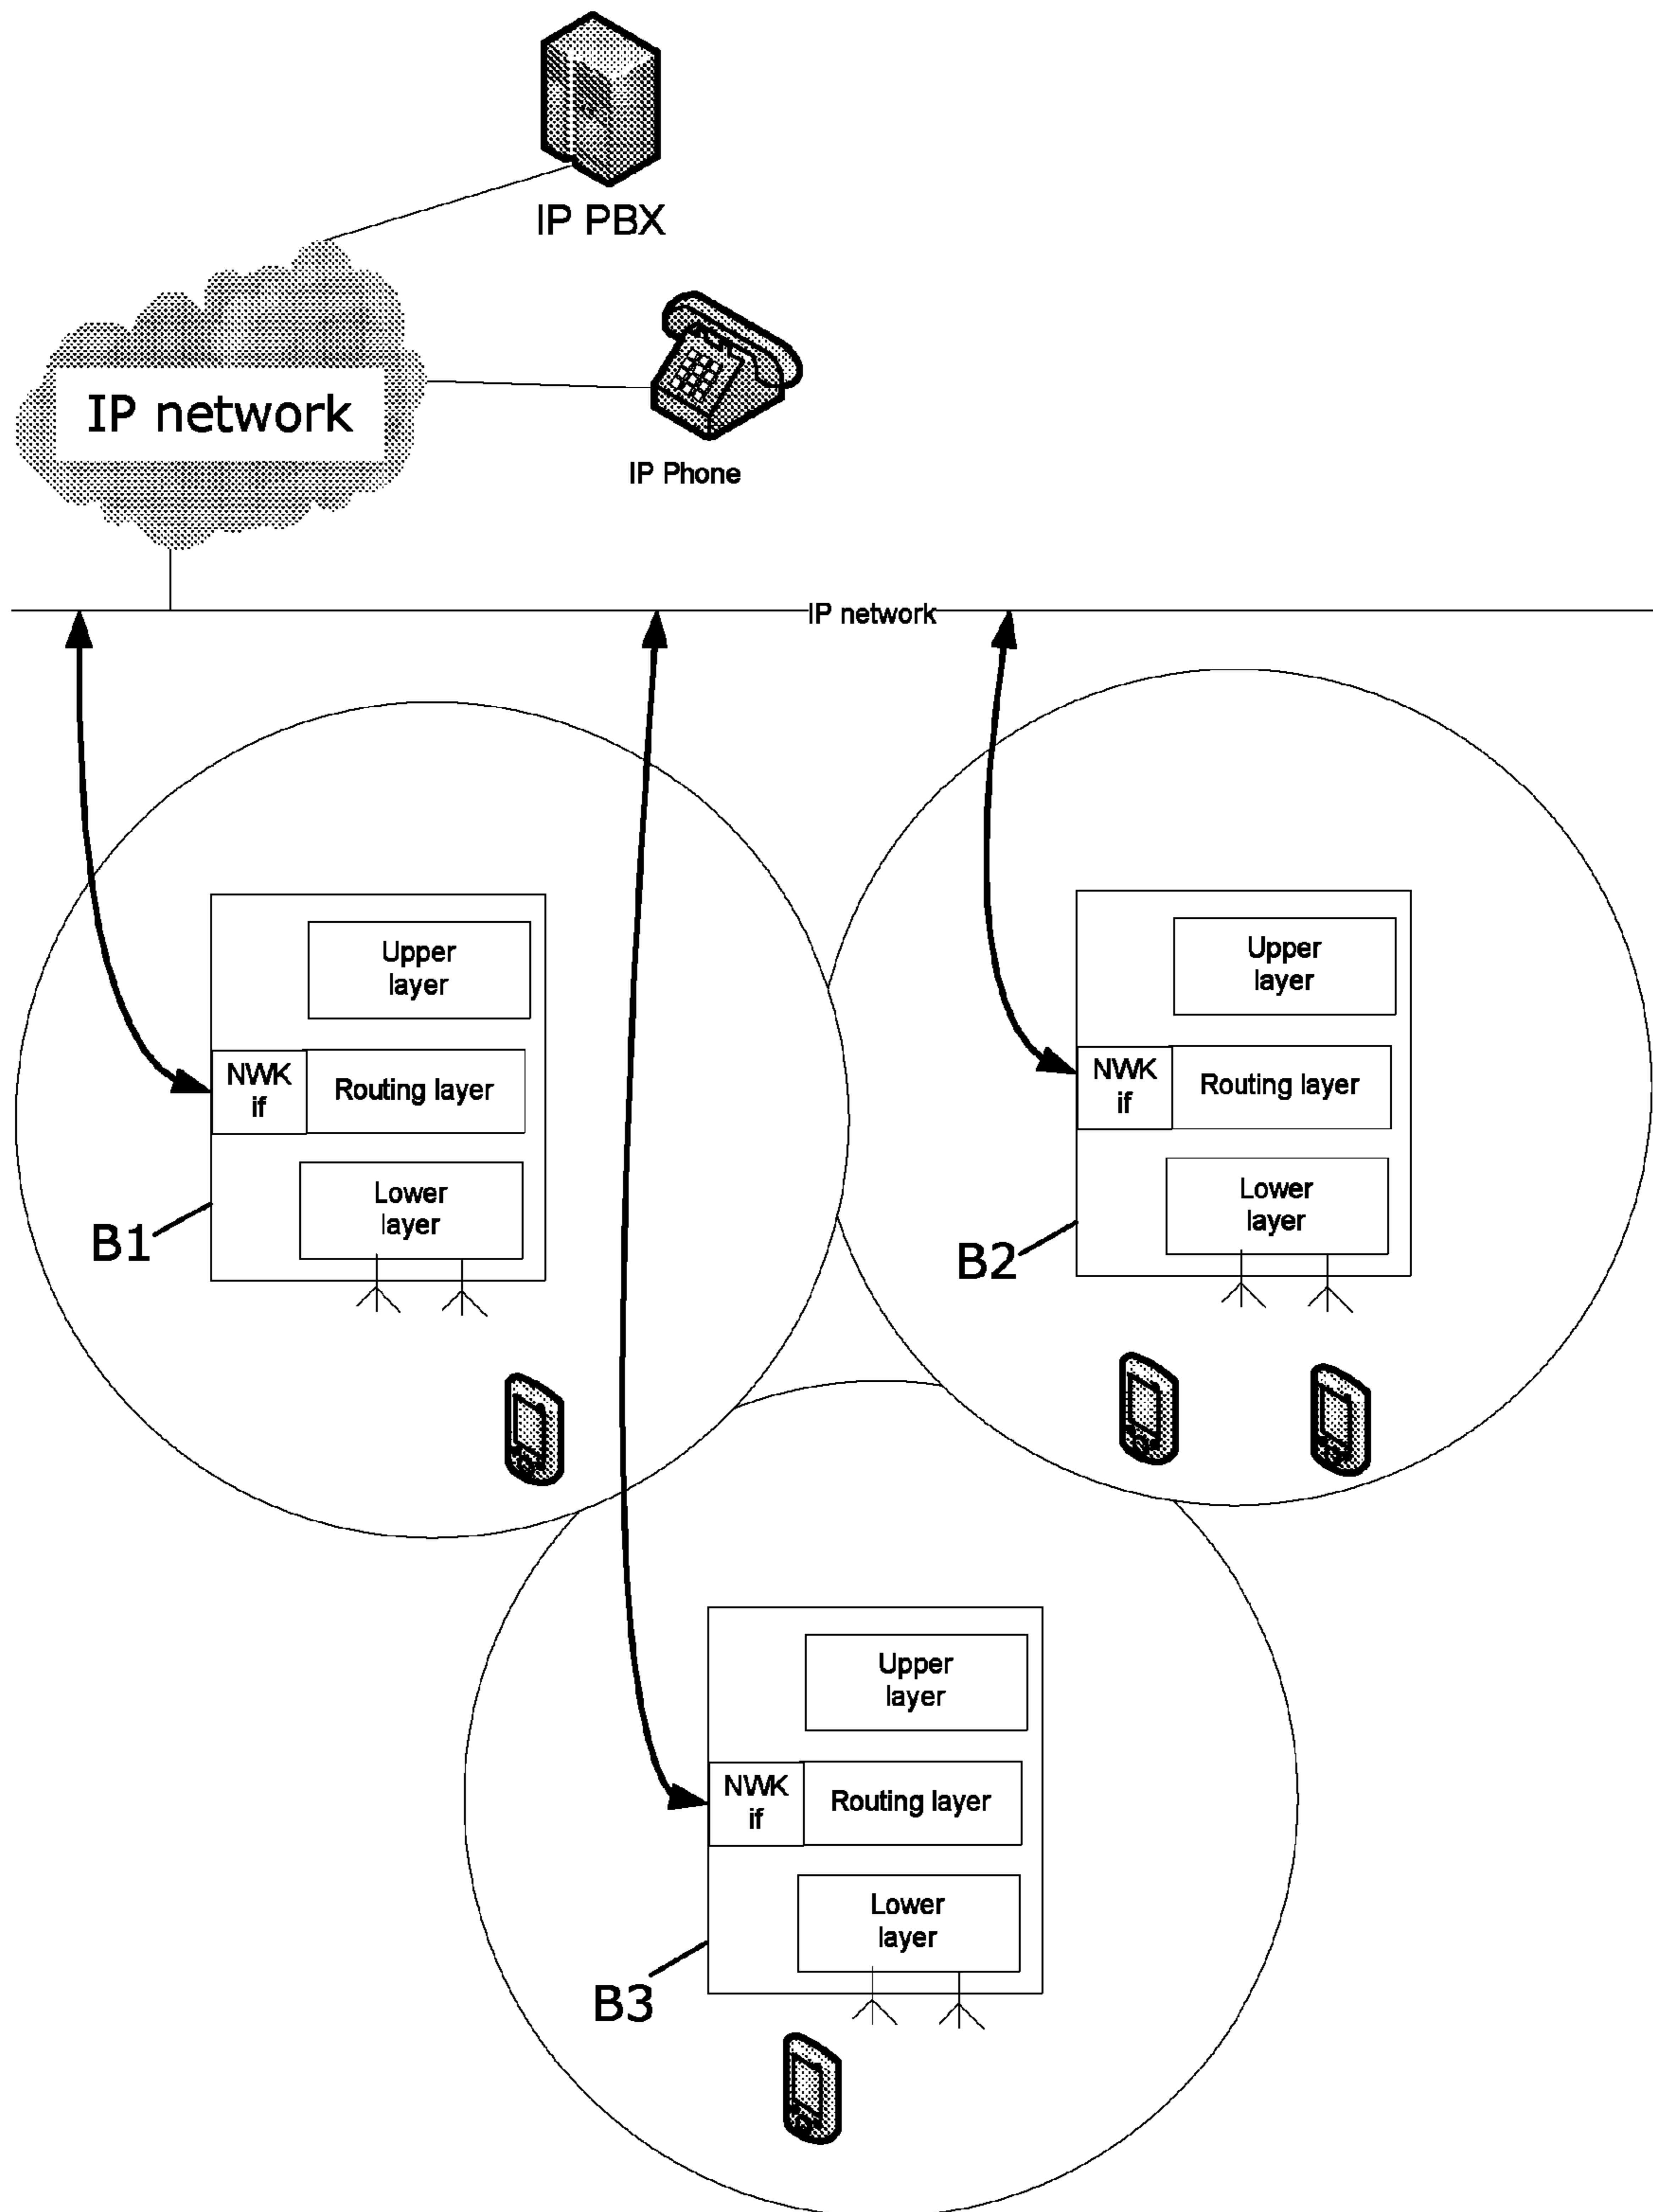 IP PBX
IP network
IP Phone
IP network
Upper
layer
NWK
if
Routing layer
Lower
layer
B1
Upper
layer
NWK
if
Routing layer
Lower
layer
B2
Upper
layer
NWK
if
Routing layer
Lower
layer
B3